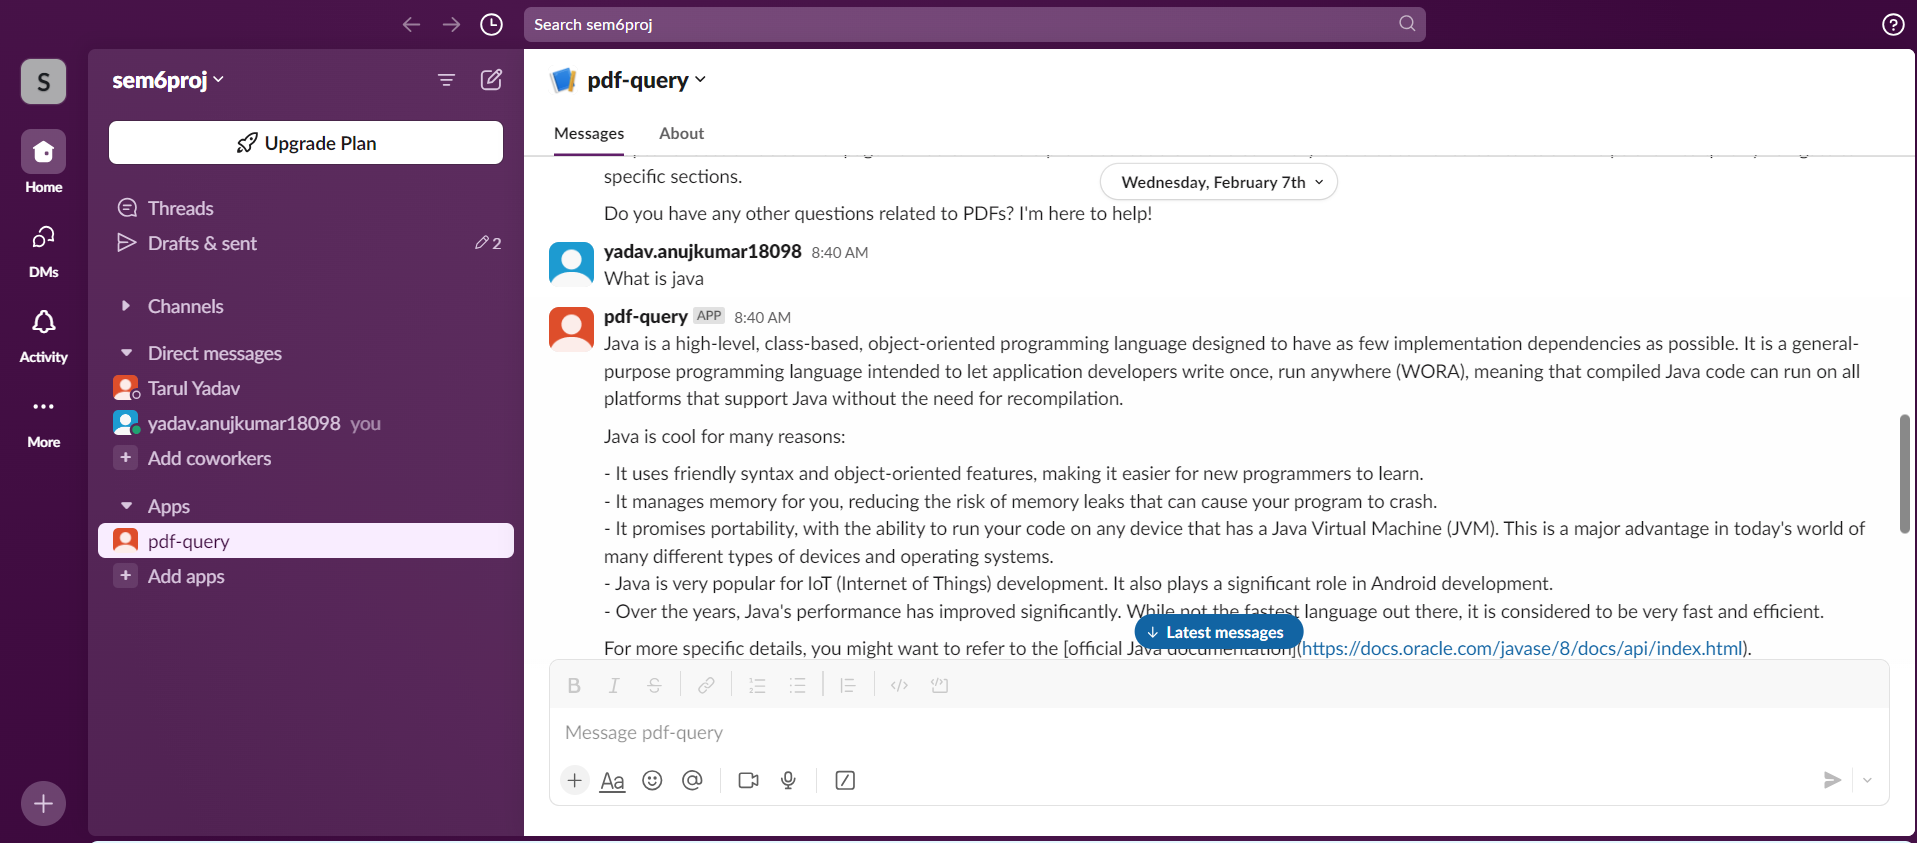 Search sem6proj
S
sem6proj
Upgrade Plan
Home
DMs
Activity
More
Threads
Drafts & sent
2
Channels
Direct messages
Tarul Yadav
yadav.anujkumar18098 you
Add coworkers
Apps
pdf-query
Add apps
pdf-query
Messages
About
specific sections.
Wednesday, February 7th
Do you have any other questions related to PDFs? I'm here to help!
yadav.anujkumar18098 8:40 AM
What is java
pdf-query APP 8:40 AM
Java is a high-level, class-based, object-oriented programming language designed to have as few implementation dependencies as possible. It is a general-
purpose programming language intended to let application developers write once, run anywhere (WORA), meaning that compiled Java code can run on all
platforms that support Java without the need for recompilation.
Java is cool for many reasons:
- It uses friendly syntax and object-oriented features, making it easier for new programmers to learn.
- It manages memory for you, reducing the risk of memory leaks that can cause your program to crash.
- It promises portability, with the ability to run your code on any device that has a Java Virtual Machine (JVM). This is a major advantage in today's world of
many different types of devices and operating systems.
- Java is very popular for IoT (Internet of Things) development. It also plays a significant role in Android development.
- Over the years, Java's performance has improved significantly. While not the fastest language out there, it is considered to be very fast and efficient.
Latest messages
For more specific details, you might want to refer to the [official Java documentation](https://docs.oracle.com/javase/8/docs/api/index.html).
Message pdf-query
Aa